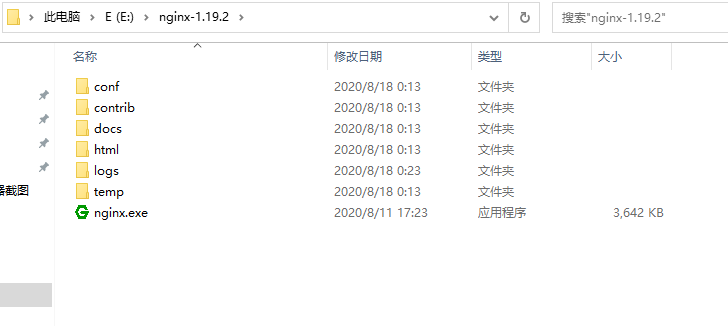 此电脑 > E (E:) > nginx-1.19.2 >
搜索"nginx-1.19.2"
名称 修改日期 类型 大小
conf 2020/8/18 0:13 文件夹
contrib 2020/8/18 0:13 文件夹
docs 2020/8/18 0:13 文件夹
html 2020/8/18 0:13 文件夹
logs 2020/8/18 0:23 文件夹
temp 2020/8/18 0:13 文件夹
器截图
nginx.exe 2020/8/11 17:23 应用程序 3,642 KB